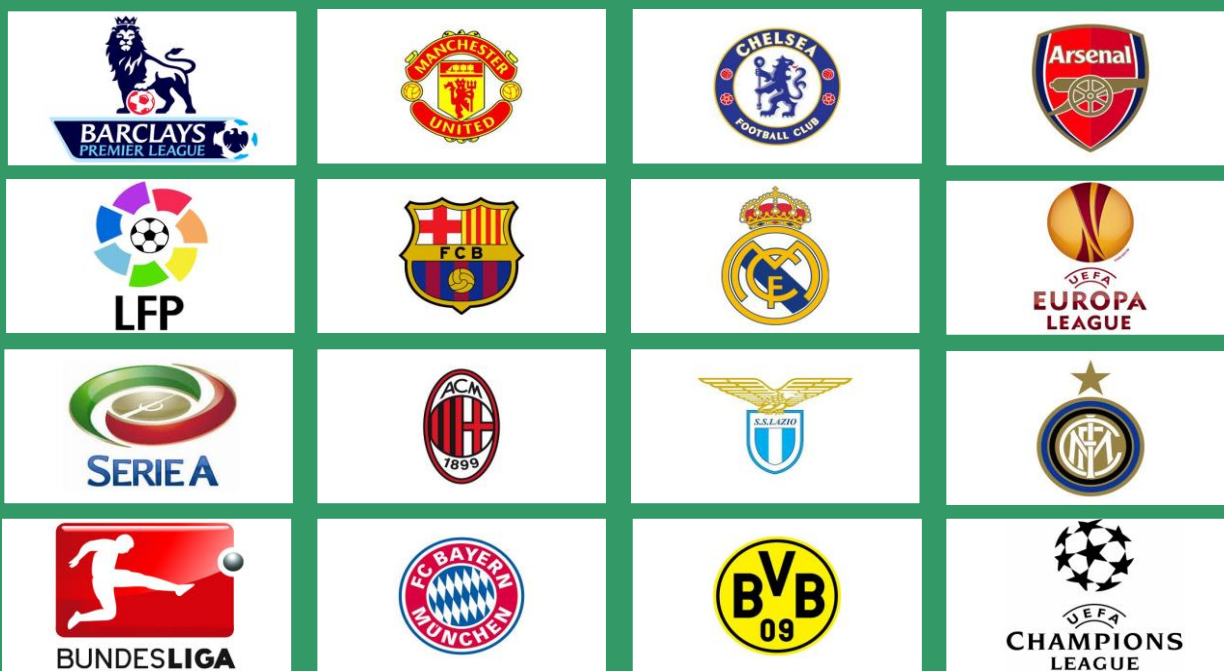 BARCLAYS
PREMIER LEAGUE
MANCHESTER
UNITED
CHELSEA
FOOTBALL CLUB
Arsenal
LFP
FCB
UEFA
EUROPA
LEAGUE
SERIE A
ACM
1899
S.S.LAZIO
BUNDESLIGA
FC BAYERN
MÜNCHEN
BVB
09
UEFA
CHAMPIONS
LEAGUE